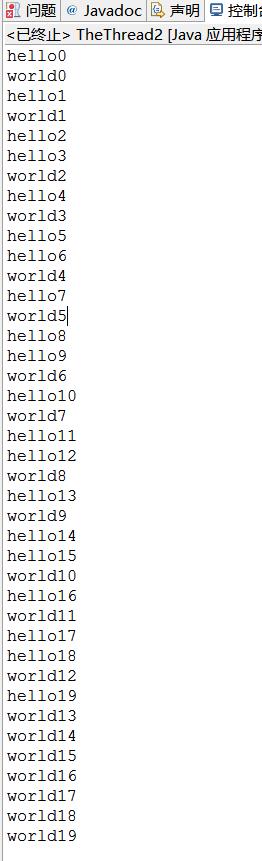 问题 @ Javadoc 声明 控制台
<已终止> TheThread2 [Java 应用程序
hello0
world0
hello1
world1
hello2
hello3
world2
hello4
world3
hello5
hello6
world4
hello7
world5
hello8
hello9
world6
hello10
world7
hello11
hello12
world8
hello13
world9
hello14
hello15
world10
hello16
world11
hello17
hello18
world12
hello19
world13
world14
world15
world16
world17
world18
world19